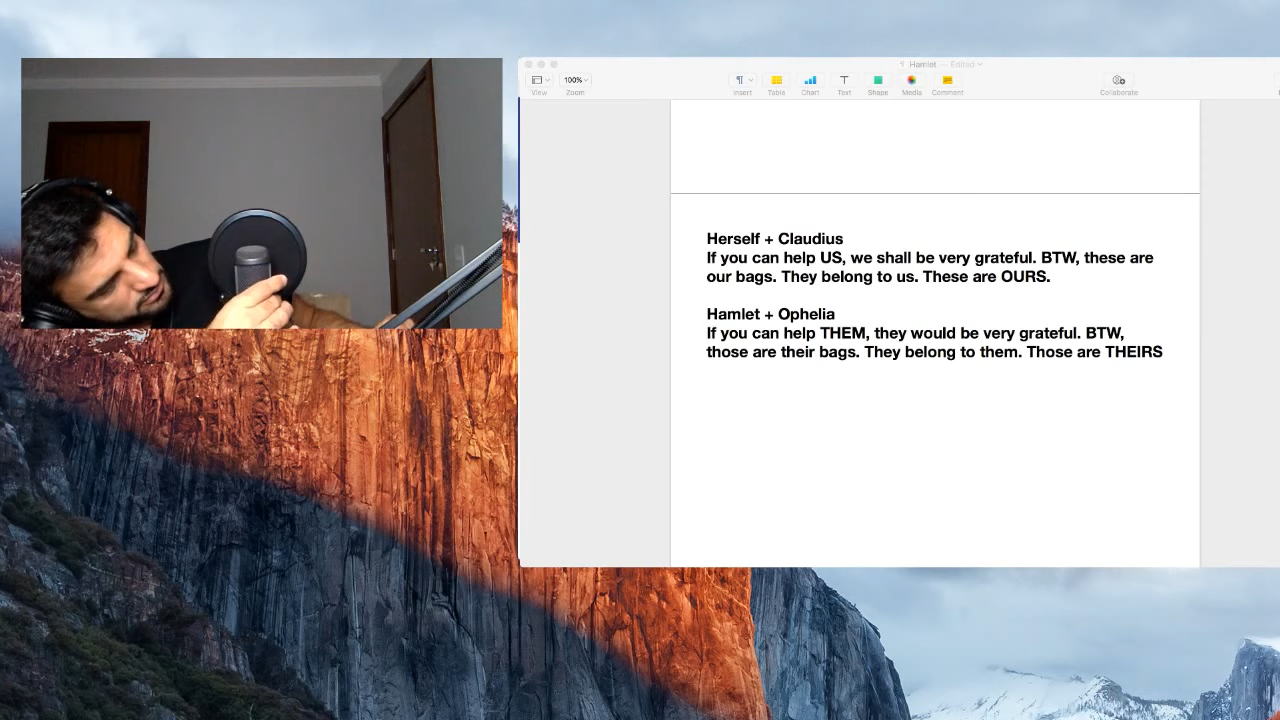 Hamlet — Edited
100%
View
Zoom
Insert
Table
Chart
Text
Shape
Media
Comment
Collaborate
Herself + Claudius
If you can help US, we shall be very grateful. BTW, these are
our bags. They belong to us. These are OURS.
Hamlet + Ophelia
If you can help THEM, they would be very grateful. BTW,
those are their bags. They belong to them. Those are THEIRS